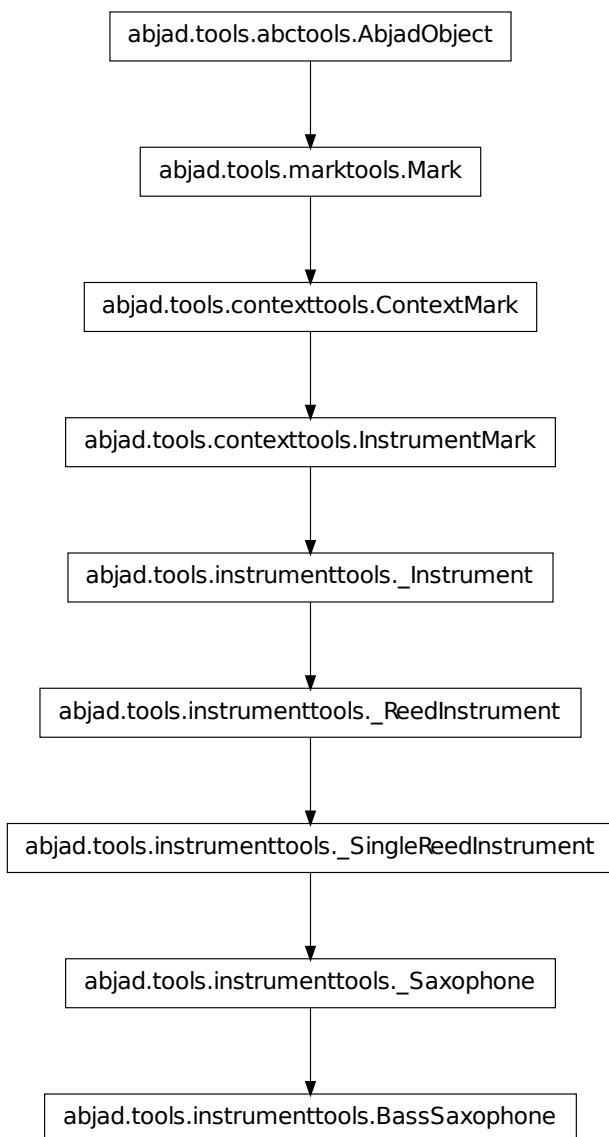 abjad.tools.abctools.AbjadObject
abjad.tools.marktools.Mark
abjad.tools.contexttools.ContextMark
abjad.tools.contexttools.InstrumentMark
abjad.tools.instrumenttools._Instrument
abjad.tools.instrumenttools._ReedInstrument
abjad.tools.instrumenttools._SingleReedInstrument
abjad.tools.instrumenttools._Saxophone
abjad.tools.instrumenttools.BassSaxophone